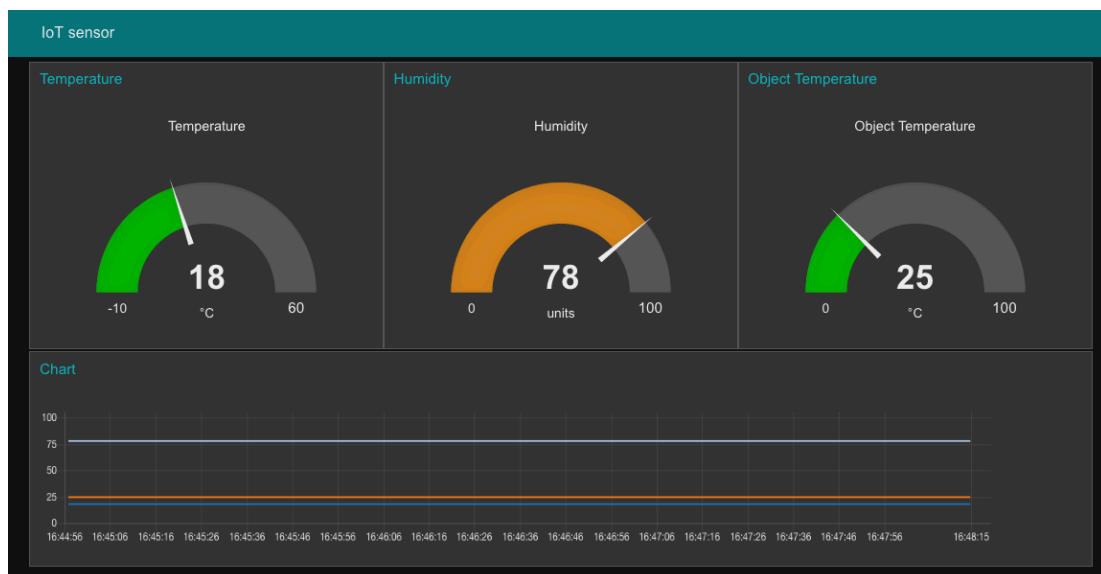 IoT sensor
Temperature
Temperature
18
-10 °C 60
Humidity
Humidity
78
0 units 100
Object Temperature
Object Temperature
25
0 °C 100
Chart
100
75
50
25
0
16:44:56 16:45:06 16:45:16 16:45:26 16:45:36 16:45:46 16:45:56 16:46:06 16:46:16 16:46:26 16:46:36 16:46:46 16:46:56 16:47:06 16:47:16 16:47:26 16:47:36 16:47:46 16:47:56 16:48:15